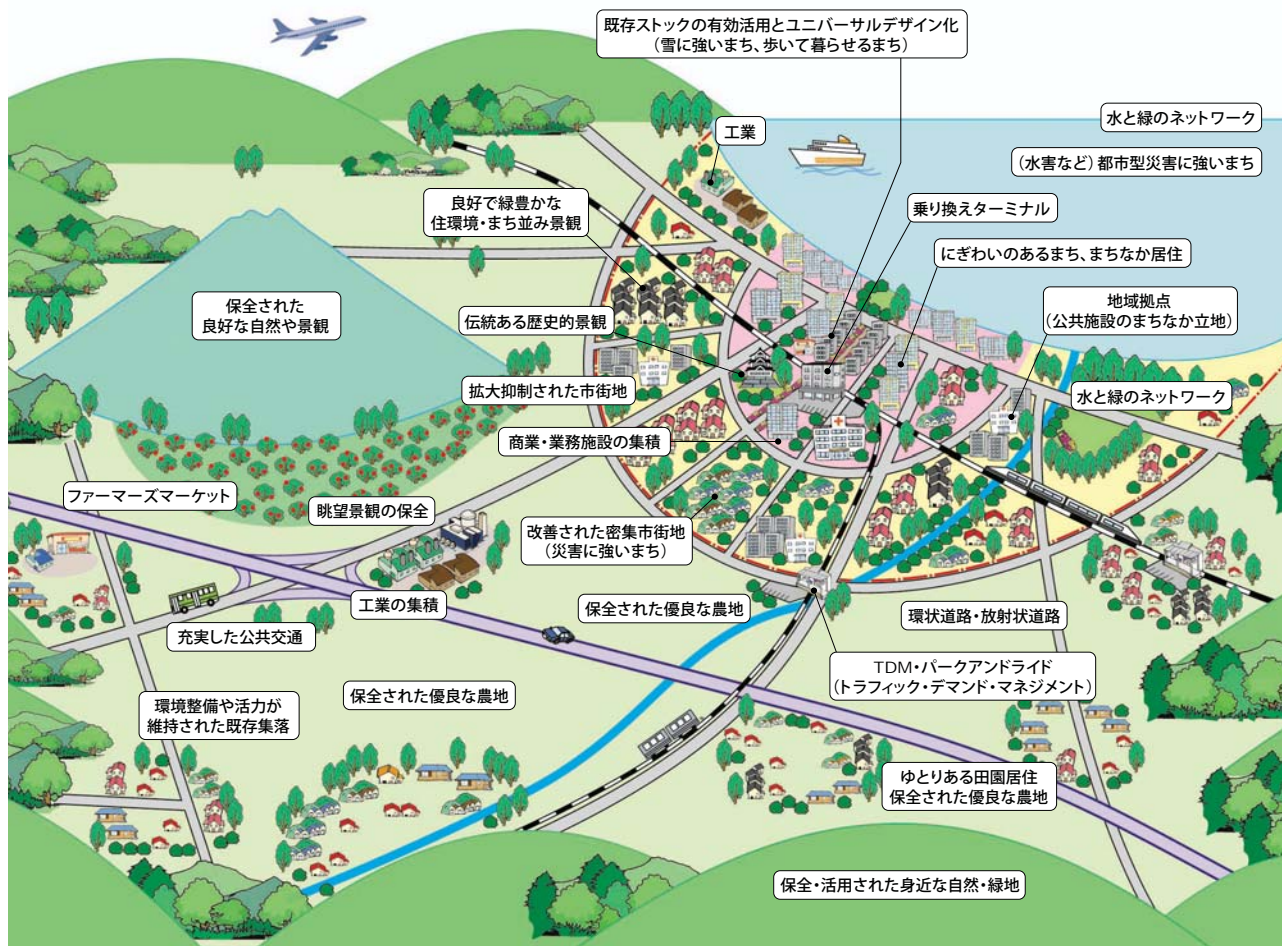 既存ストックの有効活用とユニバーサルデザイン化
（雪に強いまち、歩いて暮らせるまち）
水と緑のネットワーク
工業
（水害など）都市型災害に強いまち
良好で緑豊かな
住環境・まち並み景観
乗り換えターミナル
にぎわいのあるまち、まちなか居住
保全された
良好な自然や景観
地域拠点
（公共施設のまちなか立地）
伝統ある歴史的景観
拡大抑制された市街地
水と緑のネットワーク
商業・業務施設の集積
ファーマーズマーケット
眺望景観の保全
改善された密集市街地
（災害に強いまち）
工業の集積
保全された優良な農地
環状道路・放射状道路
充実した公共交通
TDM・パークアンドライド
（トラフィック・デマンド・マネジメント）
保全された優良な農地
環境整備や活力が
維持された既存集落
ゆとりある田園居住
保全された優良な農地
保全・活用された身近な自然・緑地